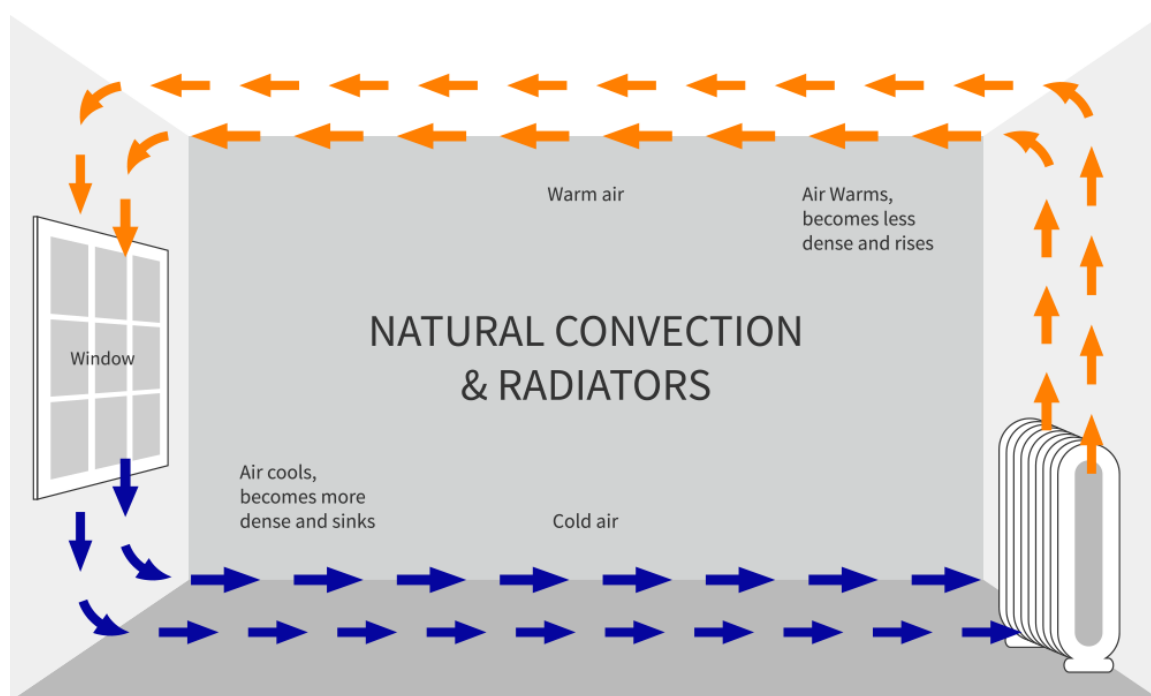 Warm air
Air Warms,
becomes less
dense and rises
NATURAL CONVECTION
& RADIATORS
Window
Air cools,
becomes more
dense and sinks
Cold air